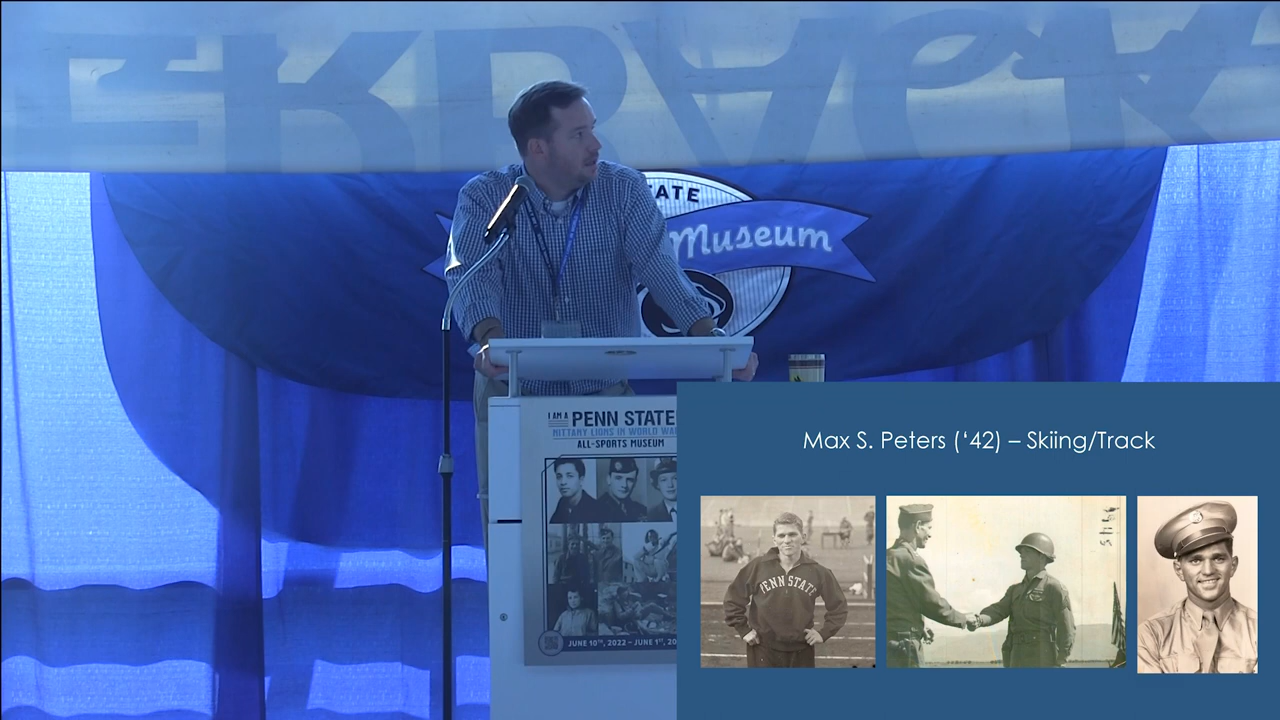 TATE
Museum
I AM A PENN STATE
NITTANY LIONS IN WORLD WAR
ALL-SPORTS MUSEUM
JUNE 10TH, 2022 – JUNE 1ST, 20
Max S. Peters (‘42) – Skiing/Track
PENN STATE